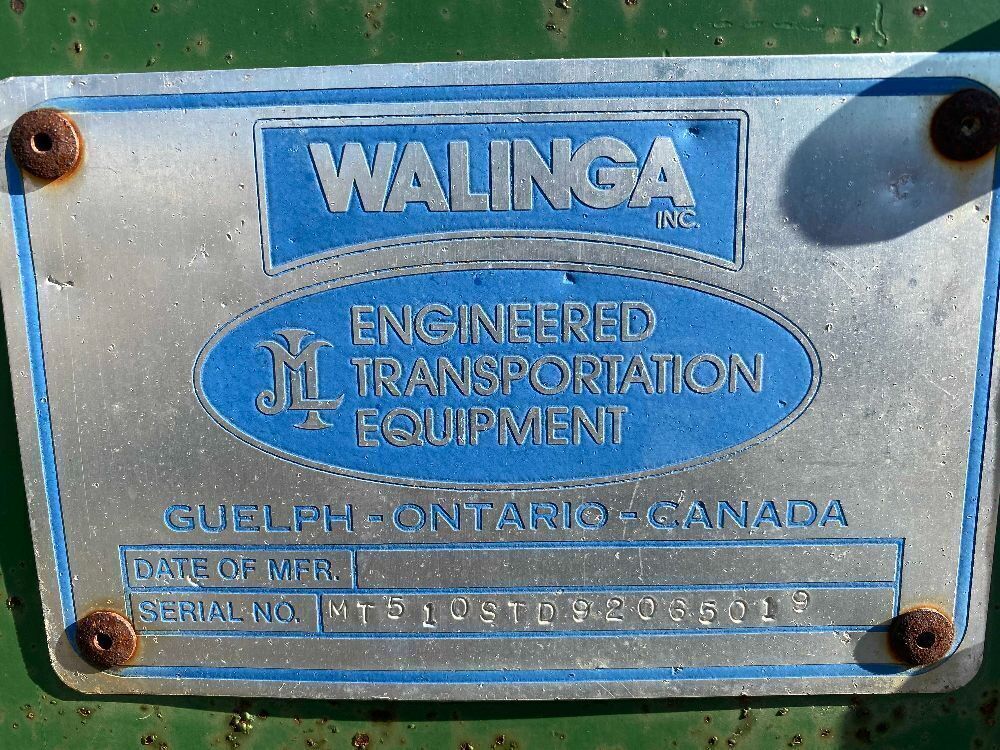 WALINGA
INC.
ENGINEERED
TRANSPORTATION
EQUIPMENT
GUELPH - ONTARIO - CANADA
DATE OF MFR.
SERIAL NO. MT510STD92065019